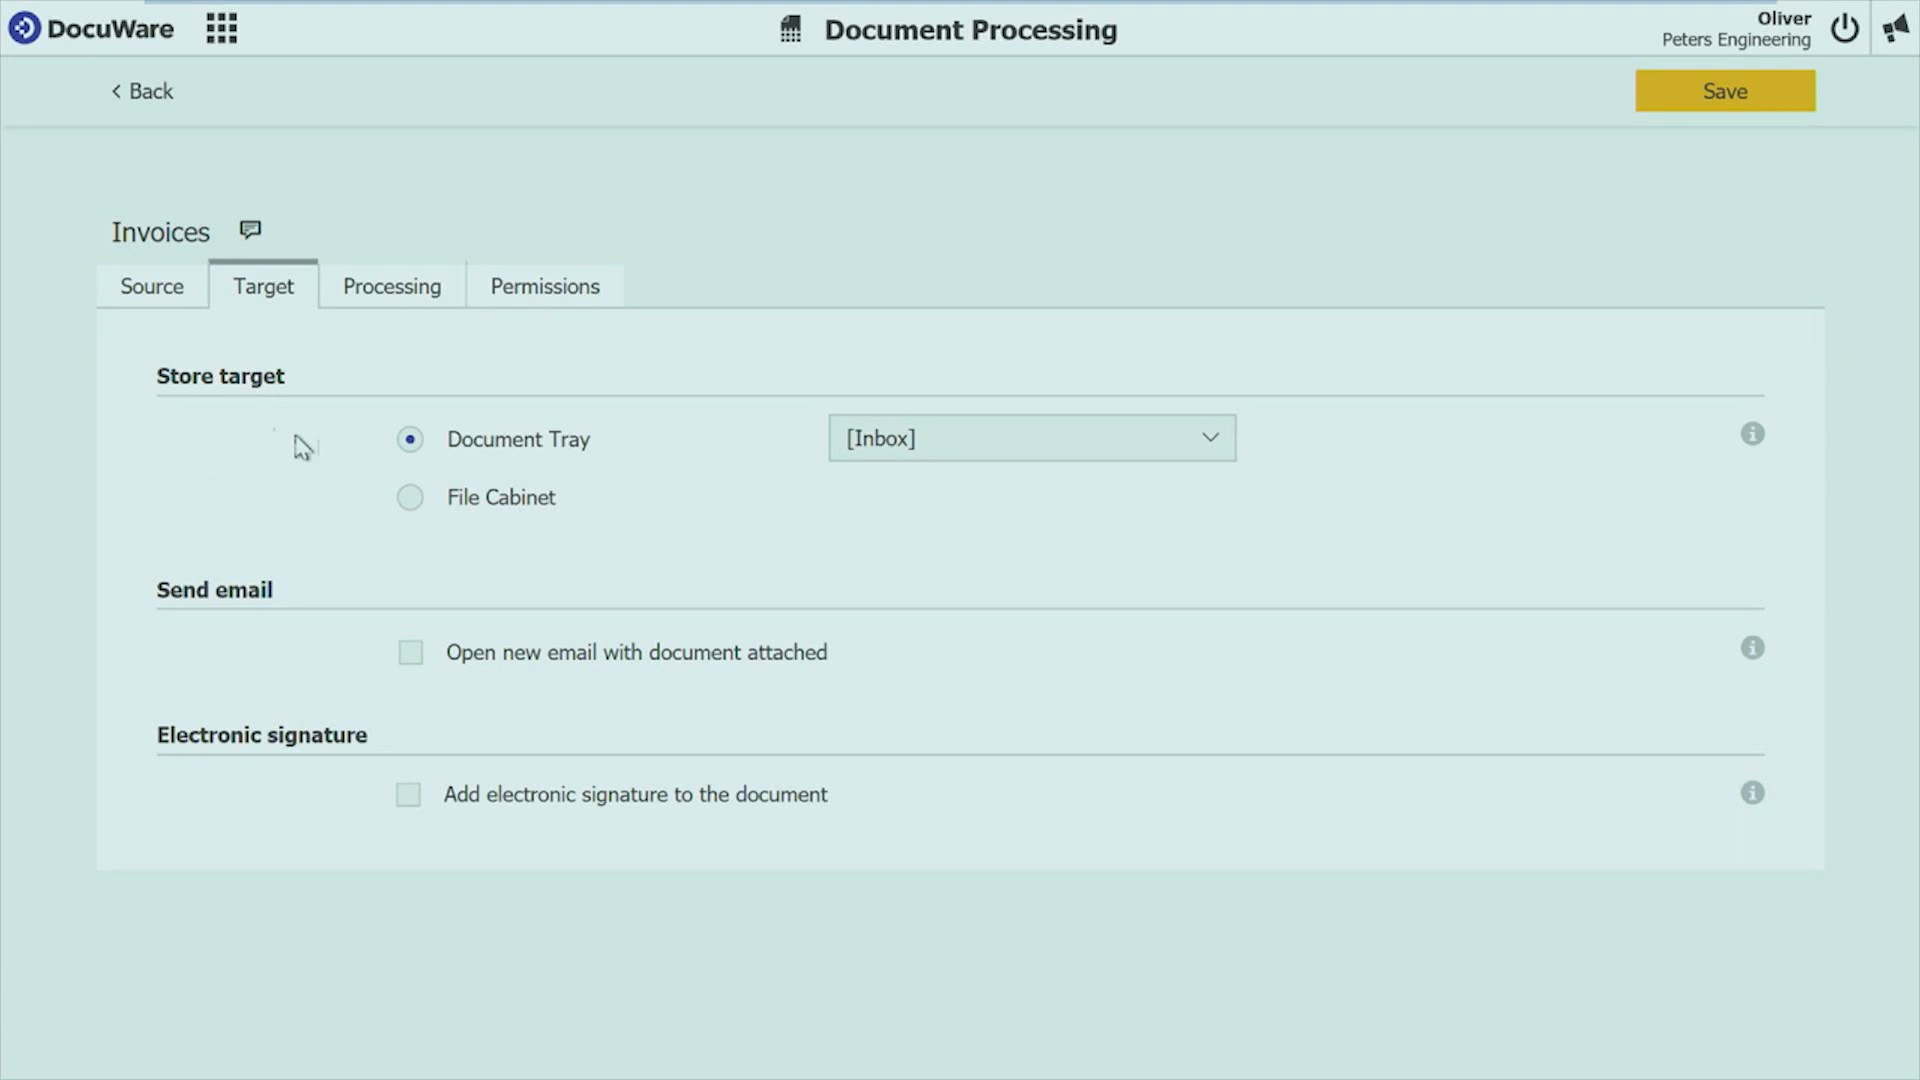 DocuWare
Document Processing
Oliver
Peters Engineering
Back
Save
Invoices
Source
Target
Processing
Permissions
Store target
Document Tray
[Inbox]
File Cabinet
Send email
Open new email with document attached
Electronic signature
Add electronic signature to the document